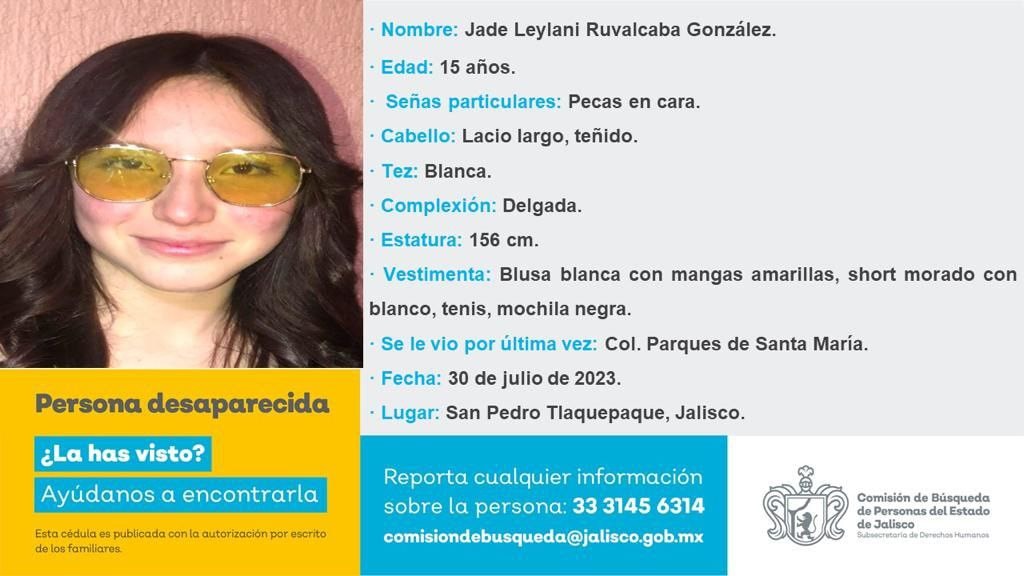 · Nombre: Jade Leylani Ruvalcaba González.
· Edad: 15 años.
· Señas particulares: Pecas en cara.
· Cabello: Lacio largo, teñido.
· Tez: Blanca.
· Complexión: Delgada.
· Estatura: 156 cm.
· Vestimenta: Blusa blanca con mangas amarillas, short morado con
blanco, tenis, mochila negra.
· Se le vio por última vez: Col. Parques de Santa María.
· Fecha: 30 de julio de 2023.
· Lugar: San Pedro Tlaquepaque, Jalisco.
Persona desaparecida
¿La has visto?
Ayúdanos a encontrarla
Esta cédula es publicada con la autorización por escrito
de los familiares.
Reporta cualquier información
sobre la persona: 33 3145 6314
comisiondebusqueda@jalisco.gob.mx
Comisión de Búsqueda
de Personas del Estado
de Jalisco
Subsecretaría de Derechos Humanos